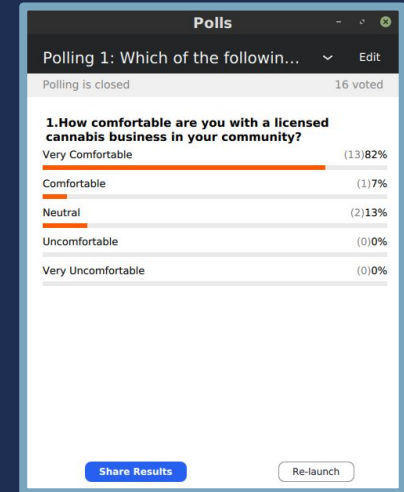 Polls
Polling 1: Which of the followin... Edit
Polling is closed 16 voted
1.How comfortable are you with a licensed
cannabis business in your community?
Very Comfortable (13)82%
Comfortable (1)7%
Neutral (2)13%
Uncomfortable (0)0%
Very Uncomfortable (0)0%
Share Results Re-launch